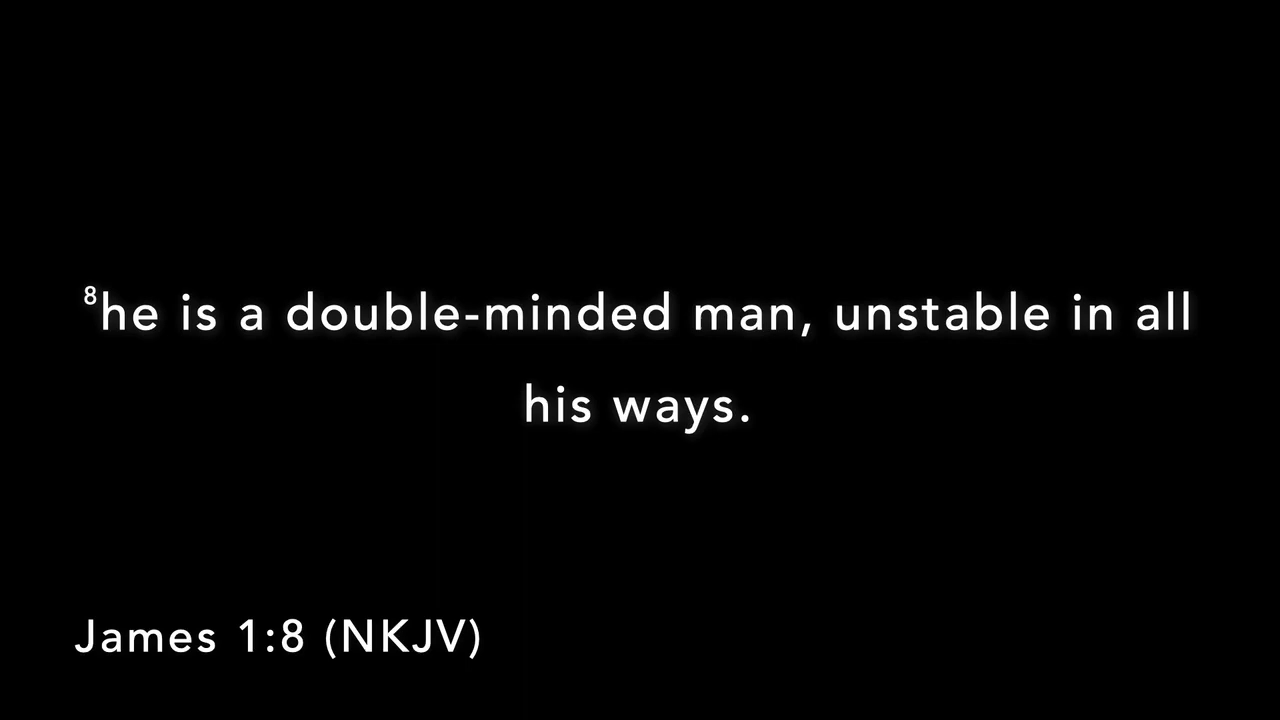 ⁸he is a double-minded man, unstable in all
his ways.
James 1:8 (NKJV)